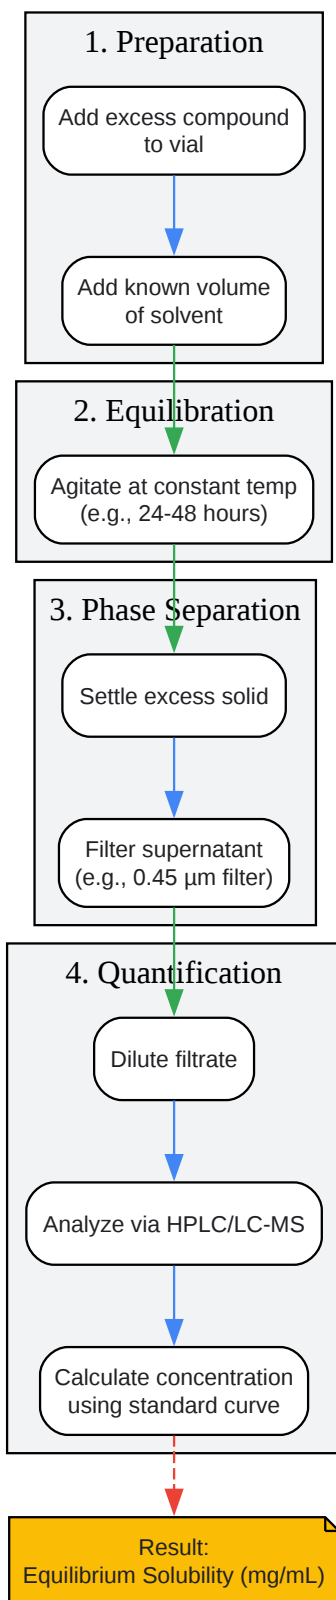 1. Preparation
Add excess compound
to vial
Add known volume
of solvent
2. Equilibration
Agitate at constant temp
(e.g., 24-48 hours)
3. Phase Separation
Settle excess solid
Filter supernatant
(e.g., 0.45 µm filter)
4. Quantification
Dilute filtrate
Analyze via HPLC/LC-MS
Calculate concentration
using standard curve
Result:
Equilibrium Solubility (mg/mL)